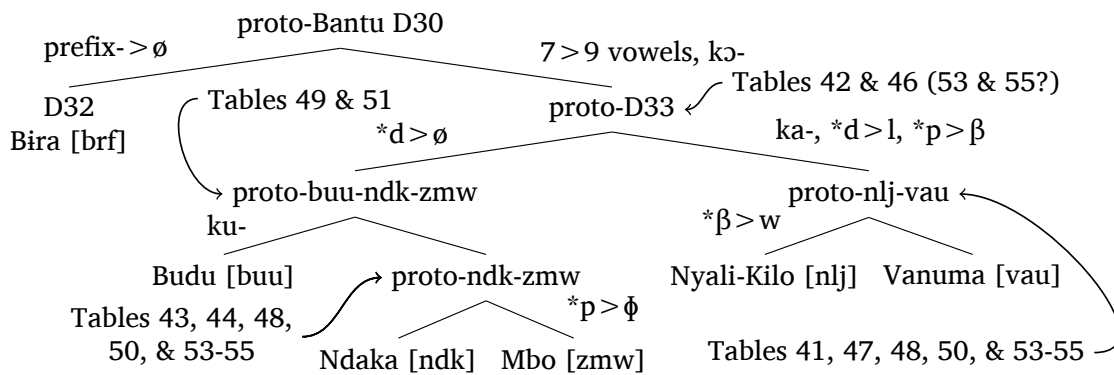 proto-Bantu D30
prefix->ø
7>9 vowels, kɔ-
D32
Bɨra [brf]
Tables 49 & 51
proto-D33
Tables 42 & 46 (53 & 55?)
*d>ø
ka-, *d>l, *p>β
proto-buu-ndk-zmw
proto-nlj-vau
ku-
*β>w
Budu [buu]
proto-ndk-zmw
Nyali-Kilo [nlj]
Vanuma [vau]
Tables 43, 44, 48,
50, & 53-55
*p>ɸ
Ndaka [ndk]
Mbo [zmw]
Tables 41, 47, 48, 50, & 53-55